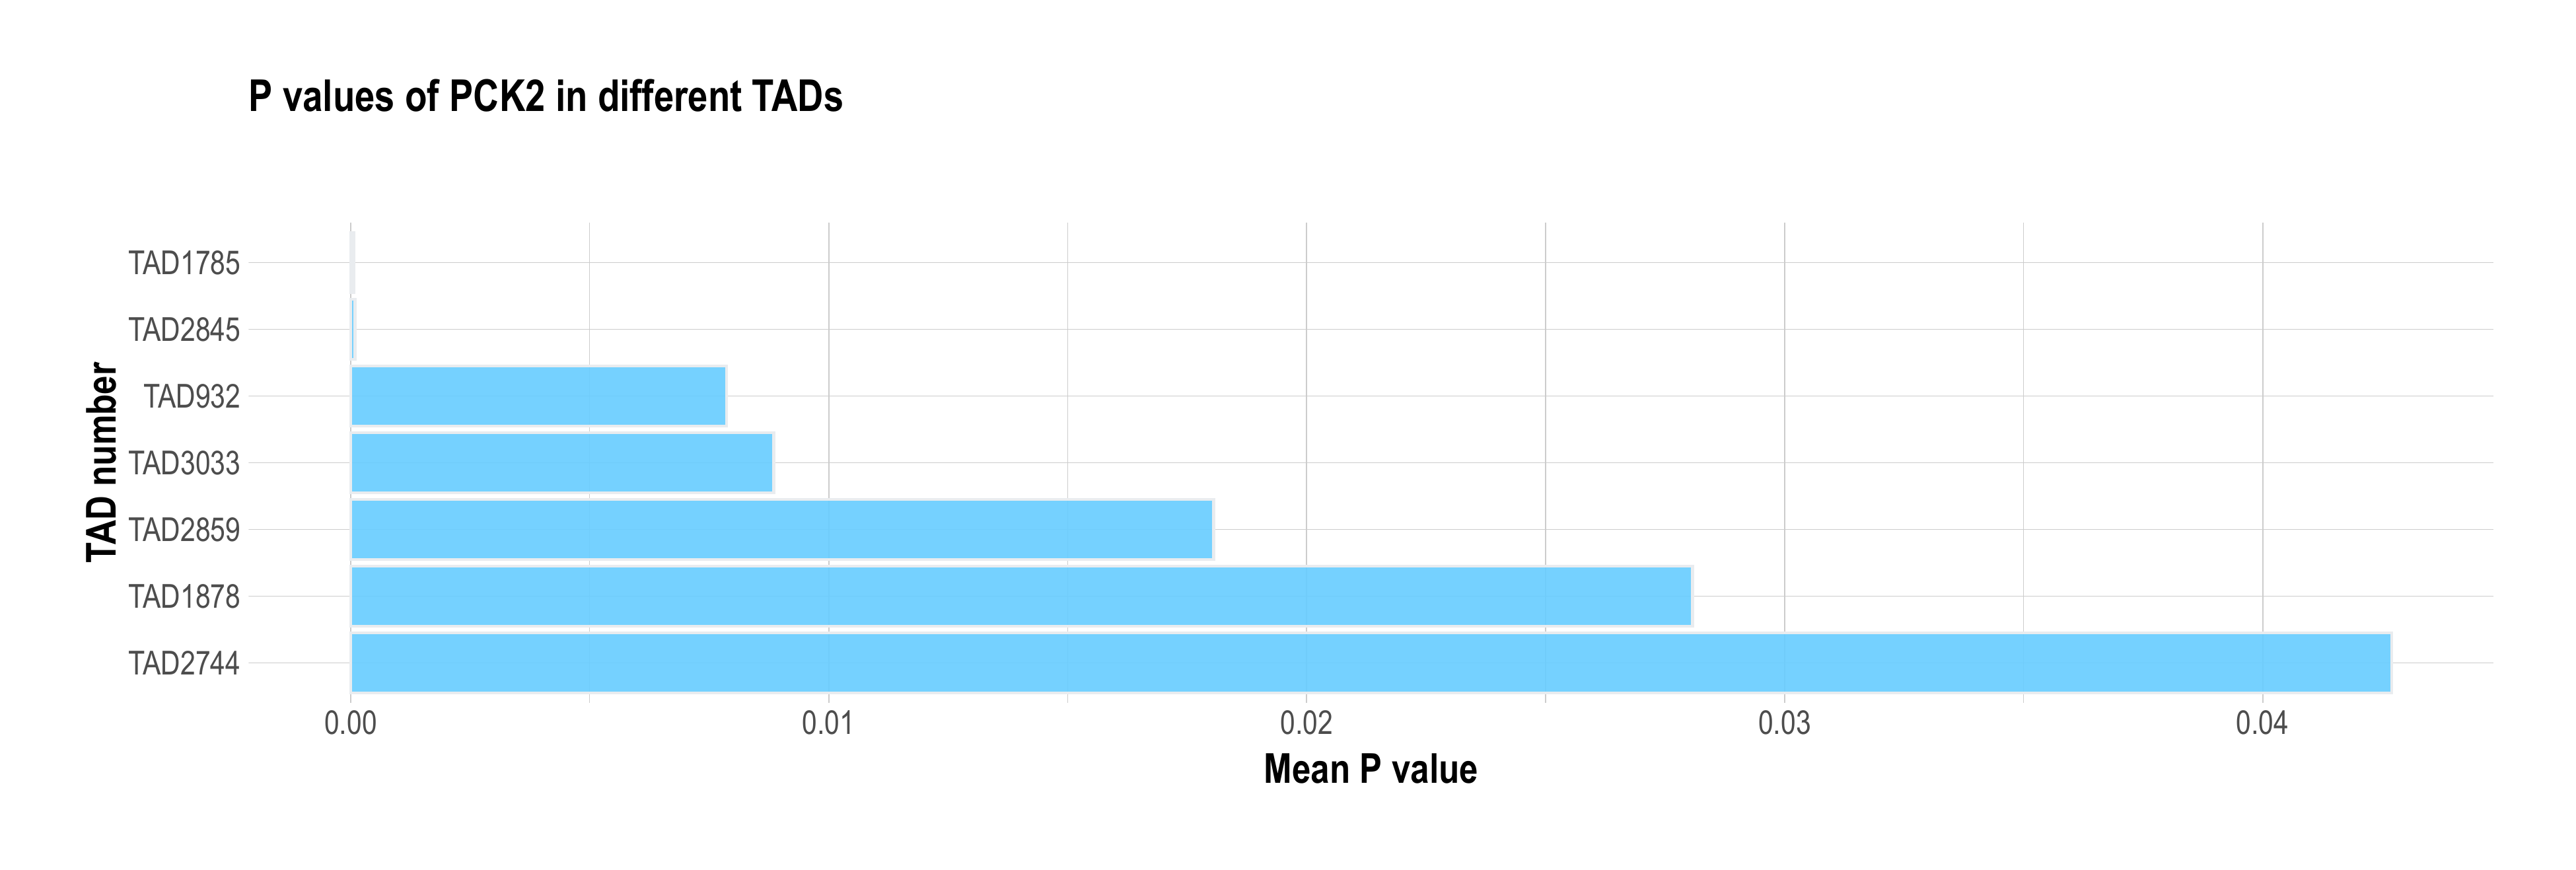 P values of PCK2 in different TADs
TAD number
TAD1785
TAD2845
TAD932
TAD3033
TAD2859
TAD1878
TAD2744
0.00 0.01 0.02 0.03 0.04
Mean P value